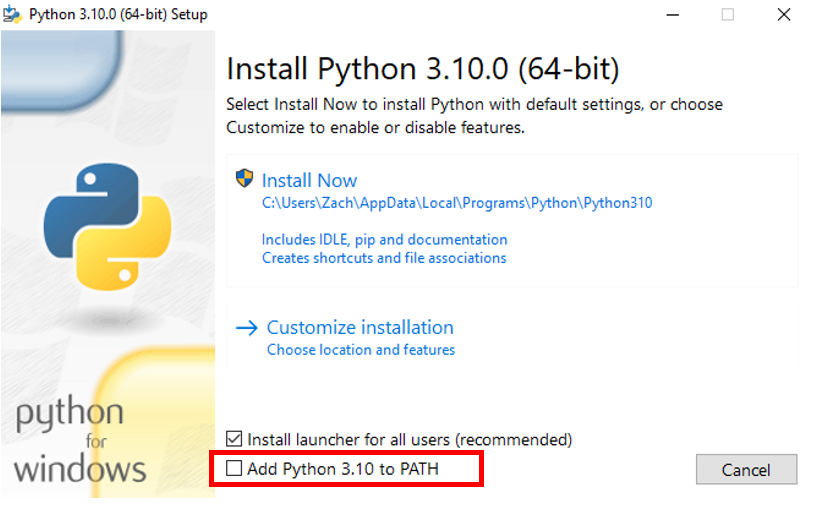 Python 3.10.0 (64-bit) Setup
Install Python 3.10.0 (64-bit)
Select Install Now to install Python with default settings, or choose
Customize to enable or disable features.
Install Now
C:\Users\Zach\AppData\Local\Programs\Python\Python310
Includes IDLE, pip and documentation
Creates shortcuts and file associations
Customize installation
Choose location and features
python
for
windows
Install launcher for all users (recommended)
Add Python 3.10 to PATH
Cancel